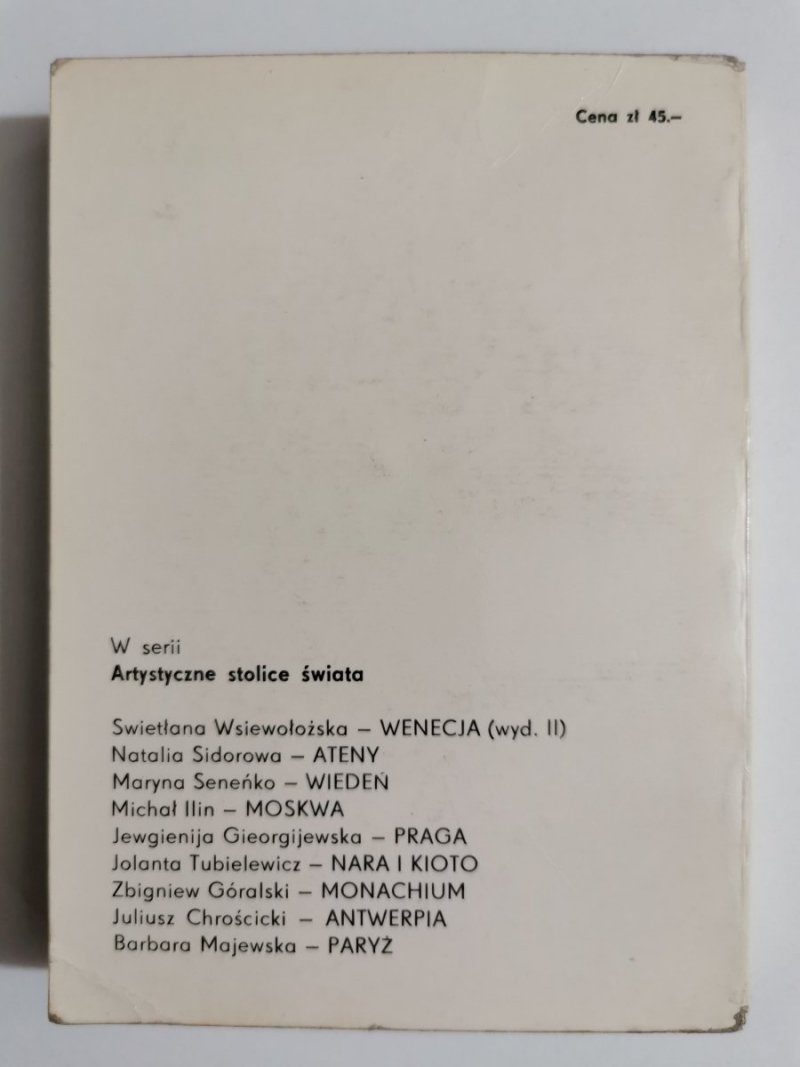 Cena zł 45.—
W serii
Artystyczne stolice świata
Swietłana Wsiewołożska — WENECJA (wyd. II)
Natalia Sidorowa — ATENY
Maryna Seneńko — WIEDEŃ
Michał Ilin — MOSKWA
Jewgienija Gieorgijewska — PRAGA
Jolanta Tubielewicz — NARA I KIOTO
Zbigniew Góralski — MONACHIUM
Juliusz Chrościcki — ANTWERPIA
Barbara Majewska — PARYŻ